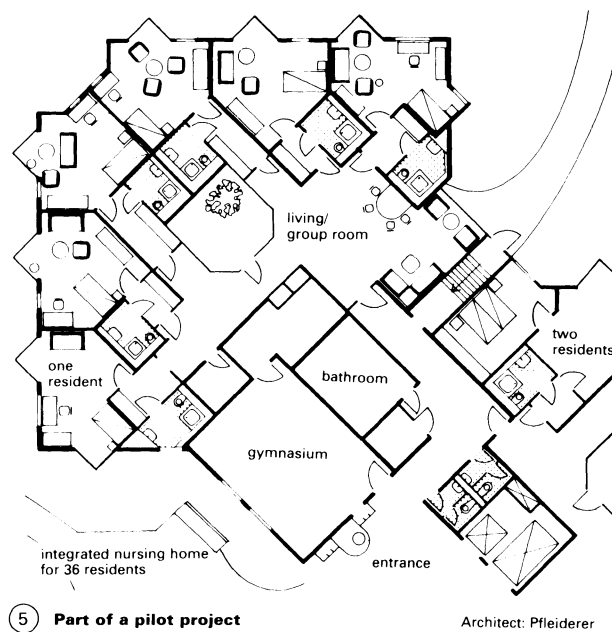 living/
group room
two
residents
one
resident
bathroom
gymnasium
integrated nursing home
for 36 residents
entrance
5 Part of a pilot project
Architect: Pfleiderer